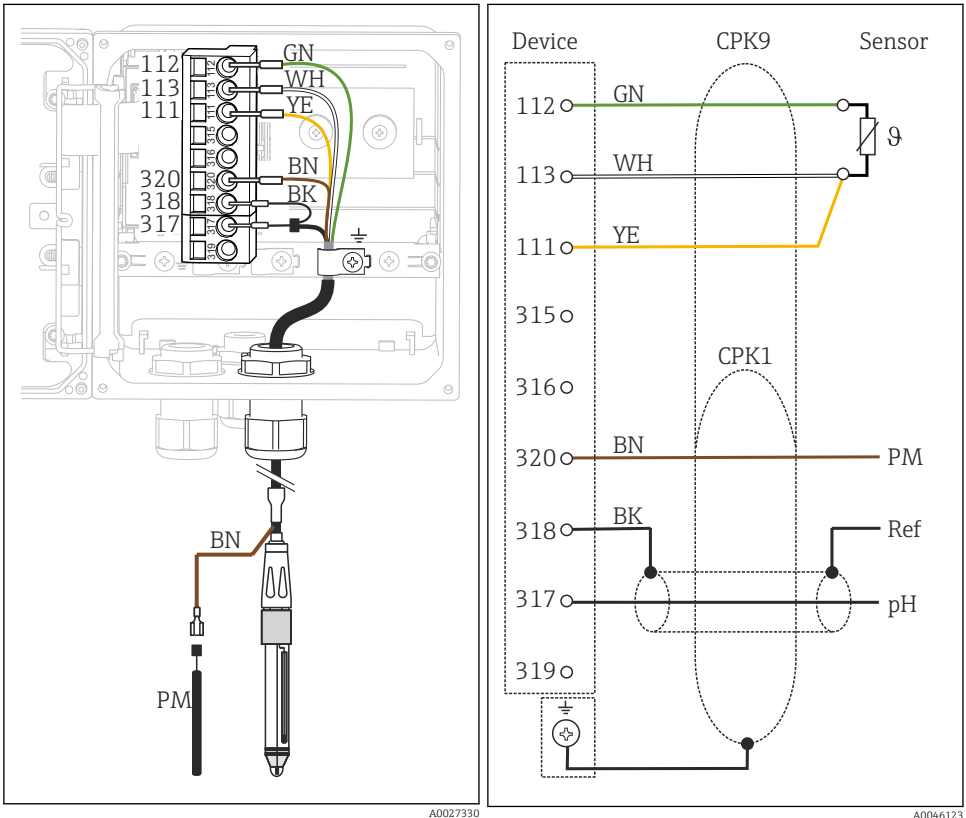 GN
112 112
WH
113 113
YE
111 111
315
316
BN
320 320
BK
318 318
317 317
319
BN
PM
A0027330
Device CPK9 Sensor
112 GN
ϑ
113 WH
111 YE
315
CPK1
316
320 BN PM
318 BK Ref
317 pH
319
A0046123